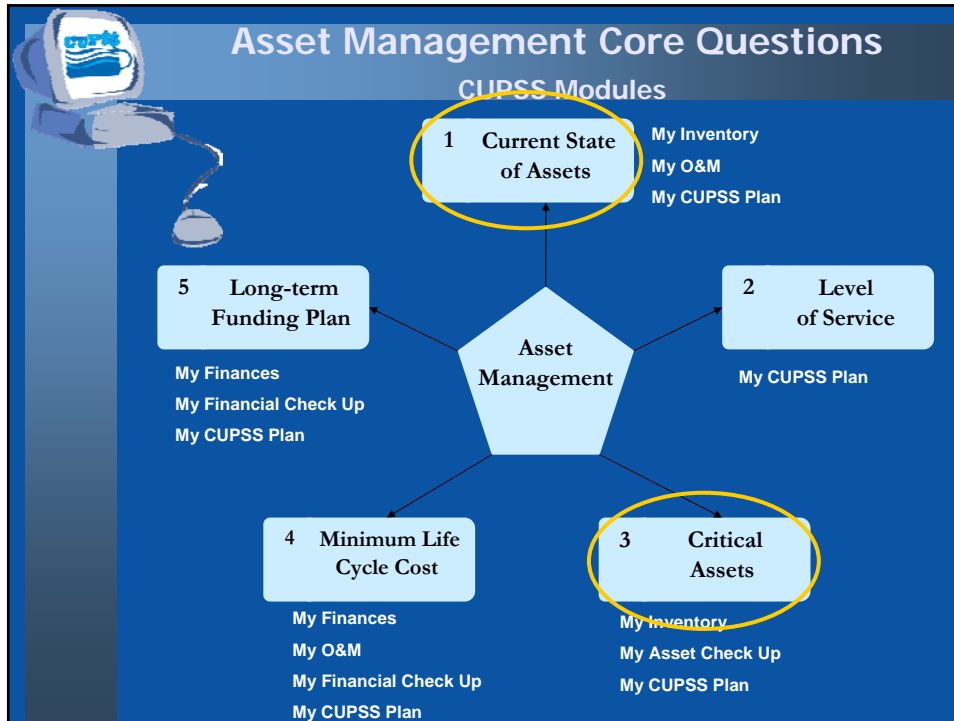 CUPSS
Asset Management Core Questions
CUPSS Modules
1 Current State
of Assets
My Inventory
My O&M
My CUPSS Plan
5 Long-term
Funding Plan
My Finances
My Financial Check Up
My CUPSS Plan
2 Level
of Service
My CUPSS Plan
Asset
Management
4 Minimum Life
Cycle Cost
My Finances
My O&M
My Financial Check Up
My CUPSS Plan
3 Critical
Assets
My Inventory
My Asset Check Up
My CUPSS Plan